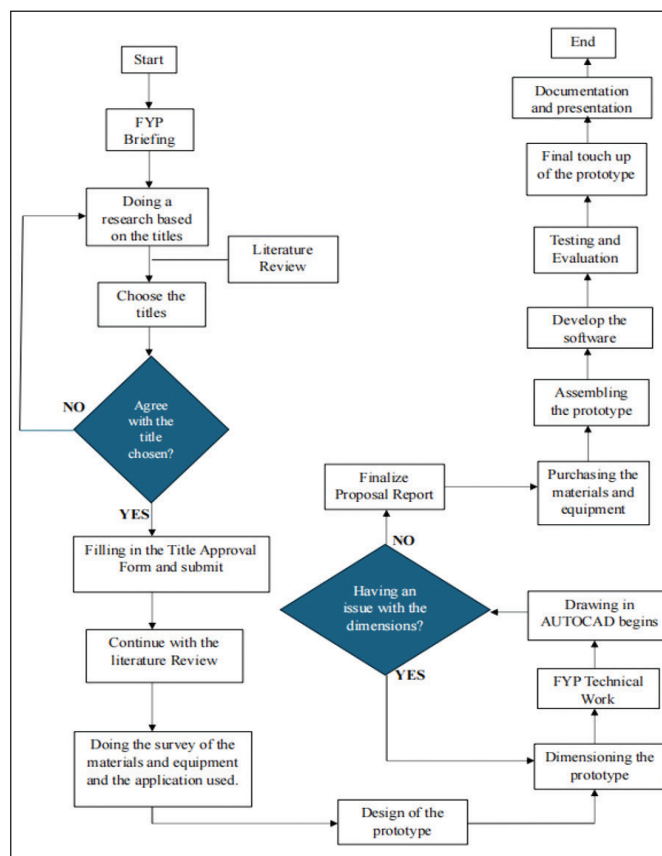 Start
FYP
Briefing
Doing a
research based
on the titles
Literature
Review
Choose the
titles
NO
Agree
with the
title
chosen?
YES
Filling in the Title Approval
Form and submit
Continue with the
literature Review
Doing the survey of the
materials and equipment
and the application used.
Design of the
prototype
Dimensioning the
prototype
FYP Technical
Work
Drawing in
AUTOCAD begins
Having an
issue with the
dimensions?
YES
NO
Finalize
Proposal Report
Purchasing the
materials and
equipment
Assembling
the prototype
Develop the
software
Testing and
Evaluation
Final touch up
of the prototype
Documentation
and presentation
End